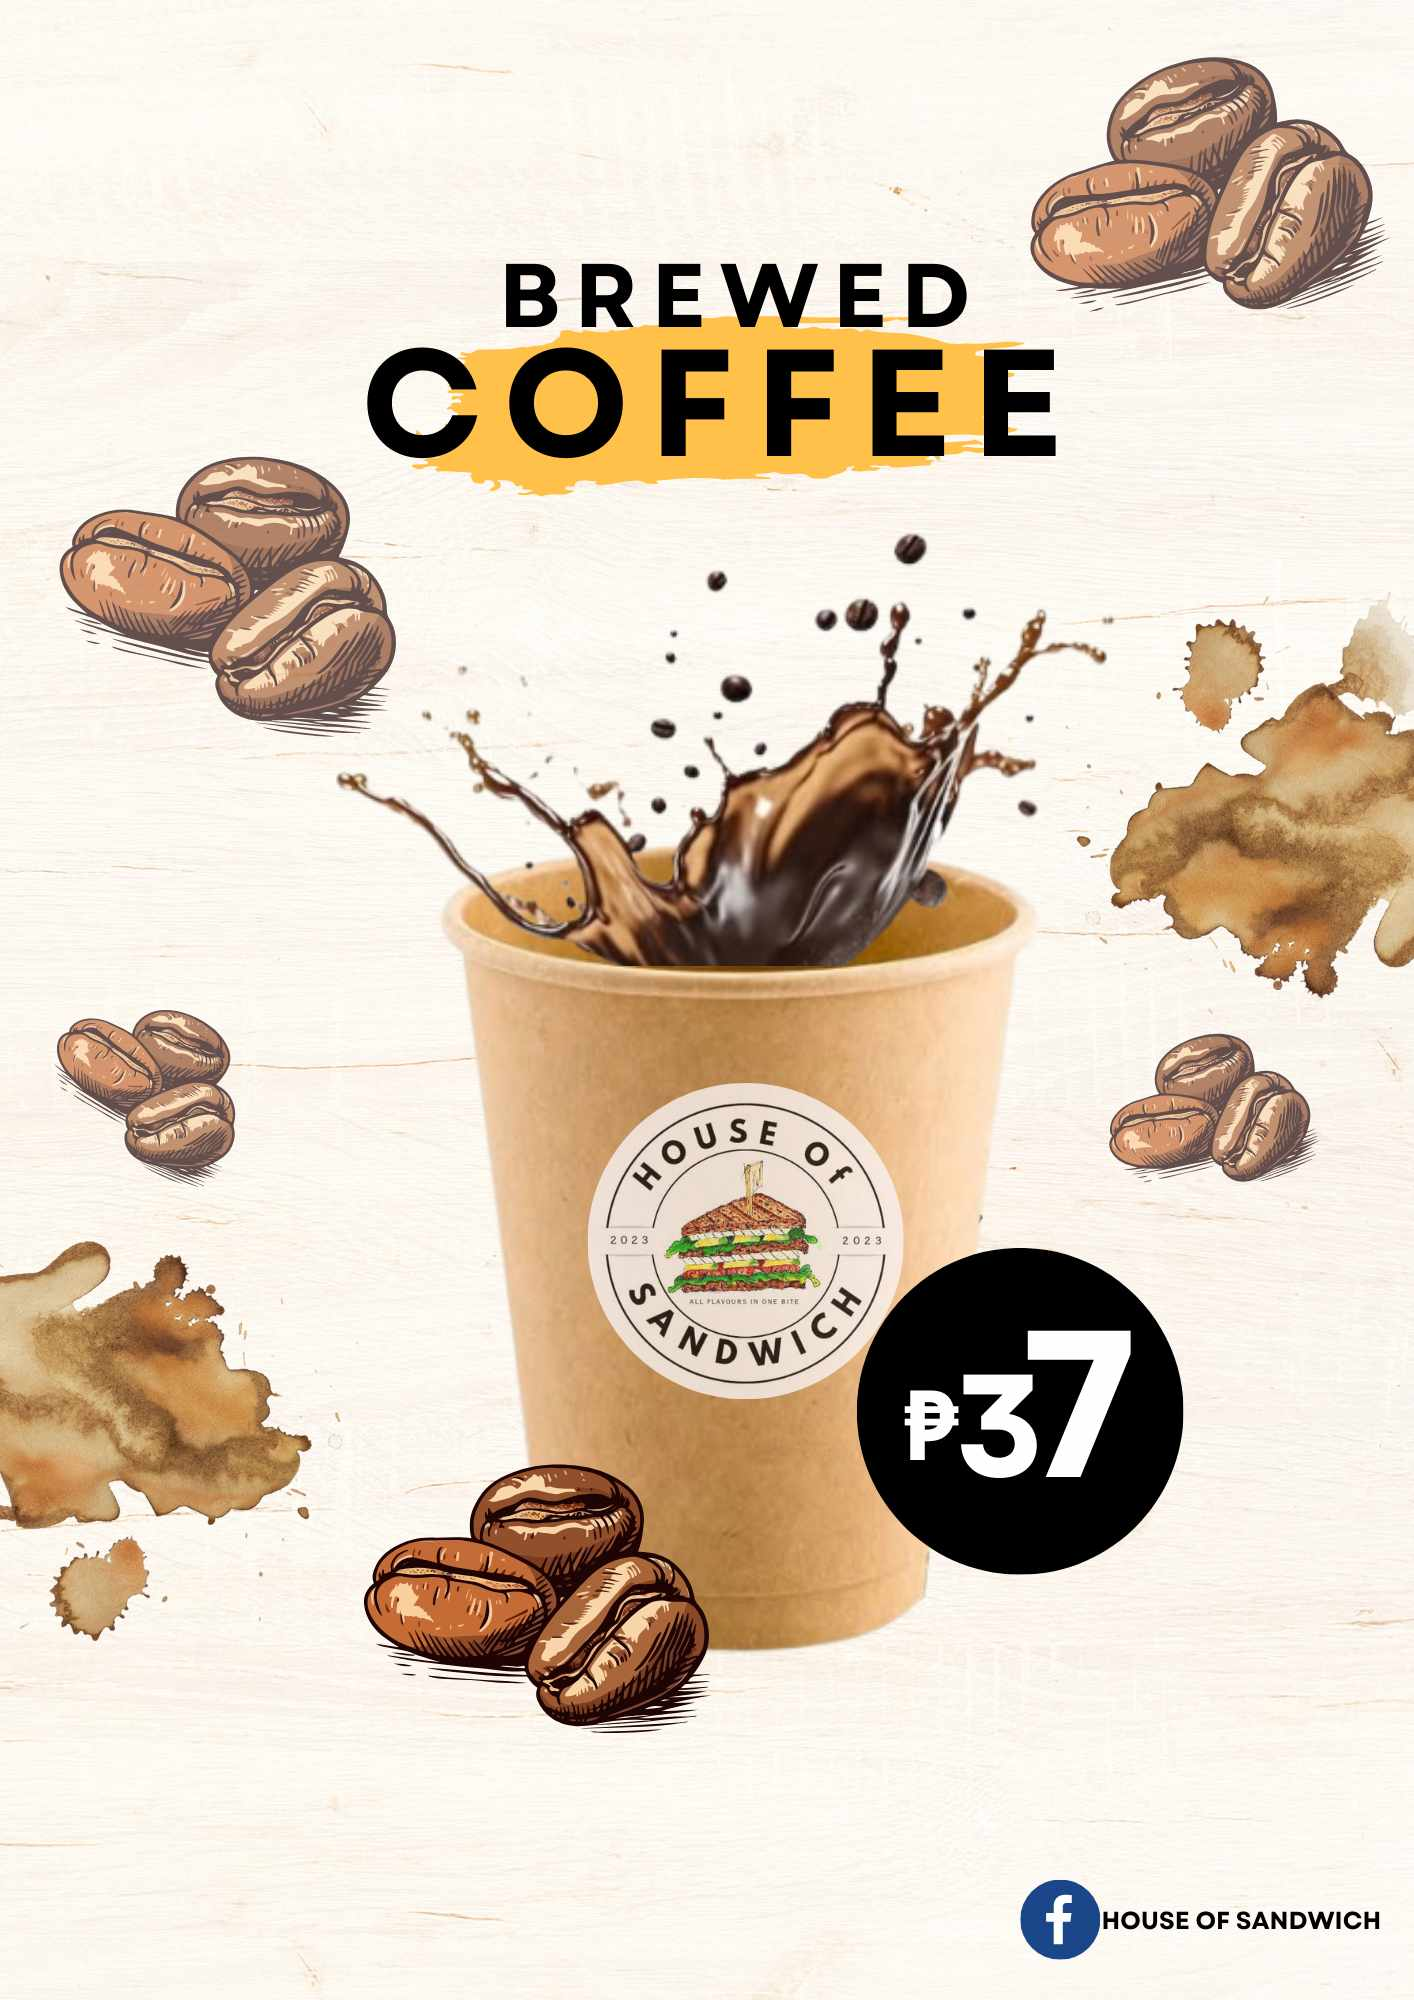 BREWED
COFFEE
HOUSE Of
2023 2023
ALL FLAVOURS IN ONE BITE
SANDWICH
₱37
HOUSE OF SANDWICH